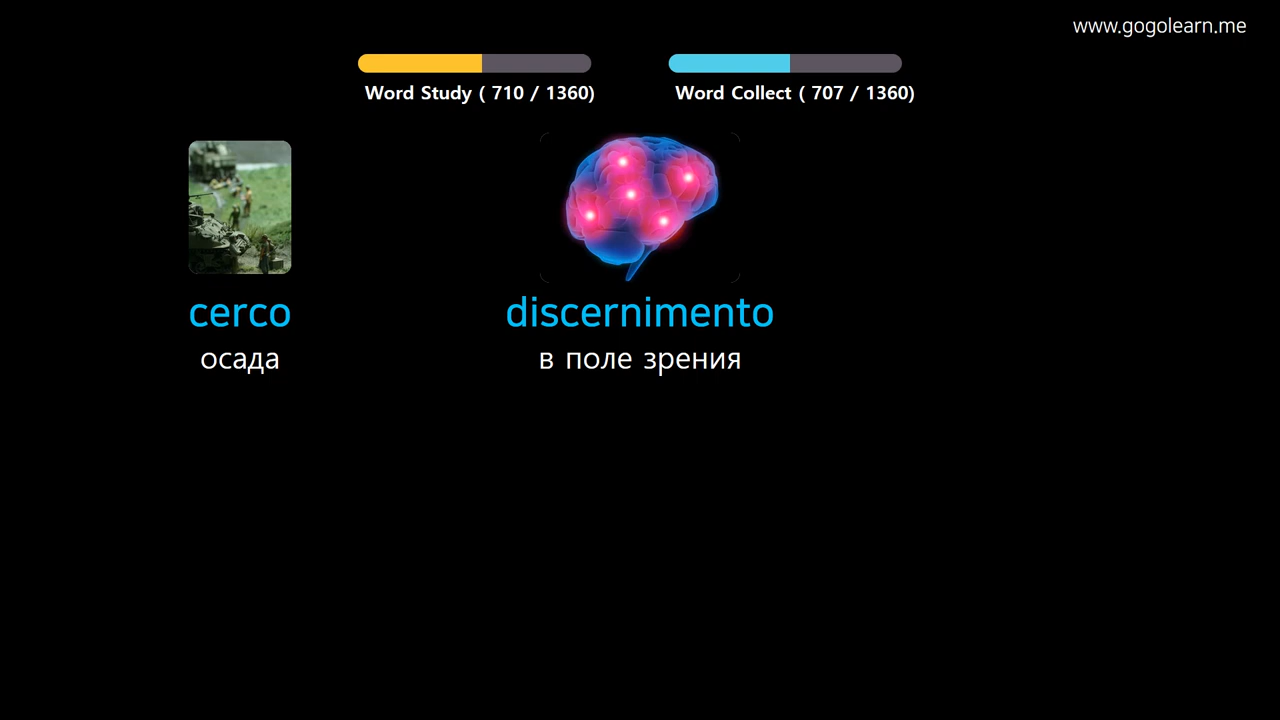 www.gogolearn.me
Word Study ( 710 / 1360)
Word Collect ( 707 / 1360)
cerco
осада
discernimento
в поле зрения